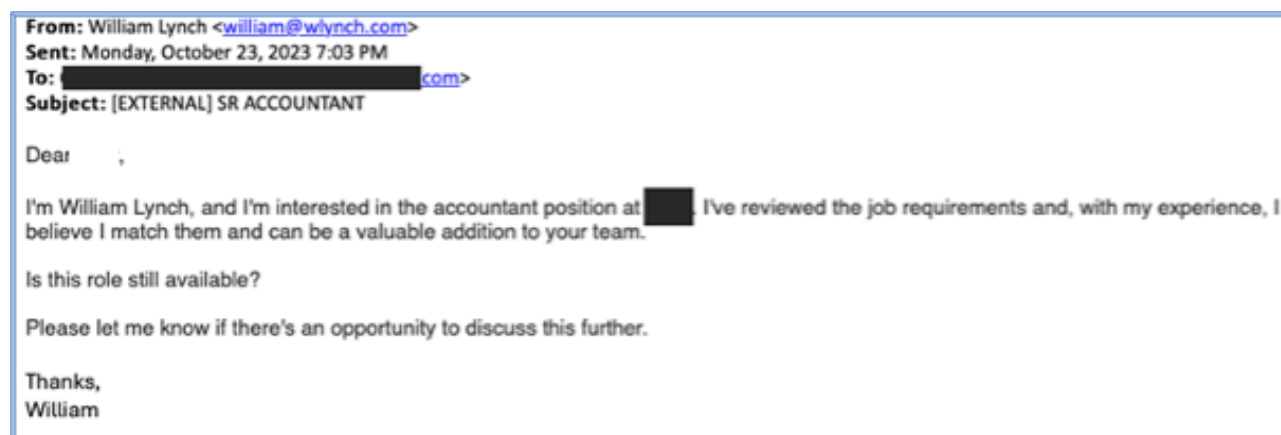 From: William Lynch <william@wlynch.com>
Sent: Monday, October 23, 2023 7:03 PM
To: com>
Subject: [EXTERNAL] SR ACCOUNTANT
Dear ,
I'm William Lynch, and I'm interested in the accountant position at . I've reviewed the job requirements and, with my experience, I
believe I match them and can be a valuable addition to your team.
Is this role still available?
Please let me know if there's an opportunity to discuss this further.
Thanks,
William